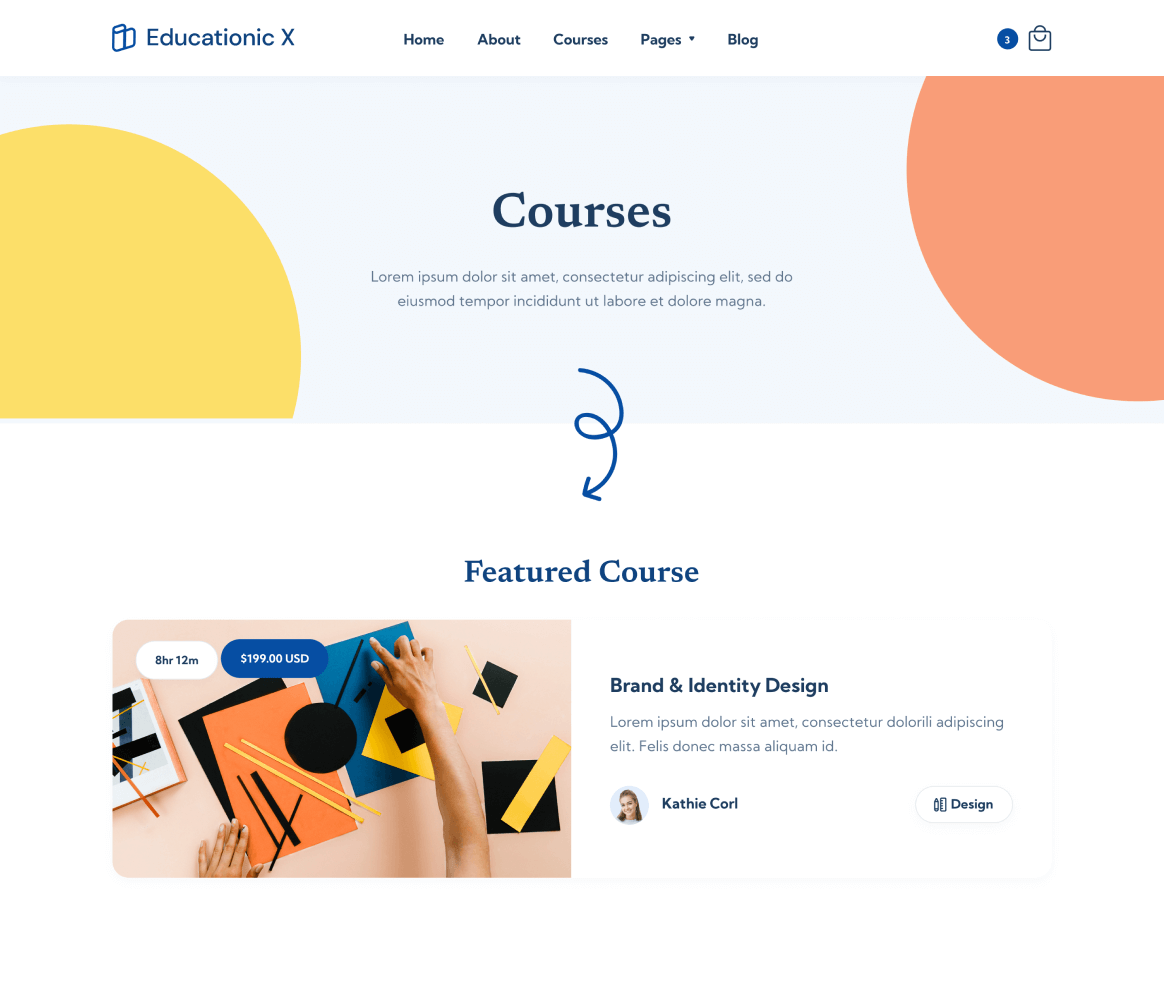 Educationic X
Home About Courses Pages Blog
3
Courses
Lorem ipsum dolor sit amet, consectetur adipiscing elit, sed do
eiusmod tempor incididunt ut labore et dolore magna.
Featured Course
8hr 12m
$199.00 USD
Brand & Identity Design
Lorem ipsum dolor sit amet, consectetur dolorili adipiscing
elit. Felis donec massa aliquam id.
Kathie Corl
Design